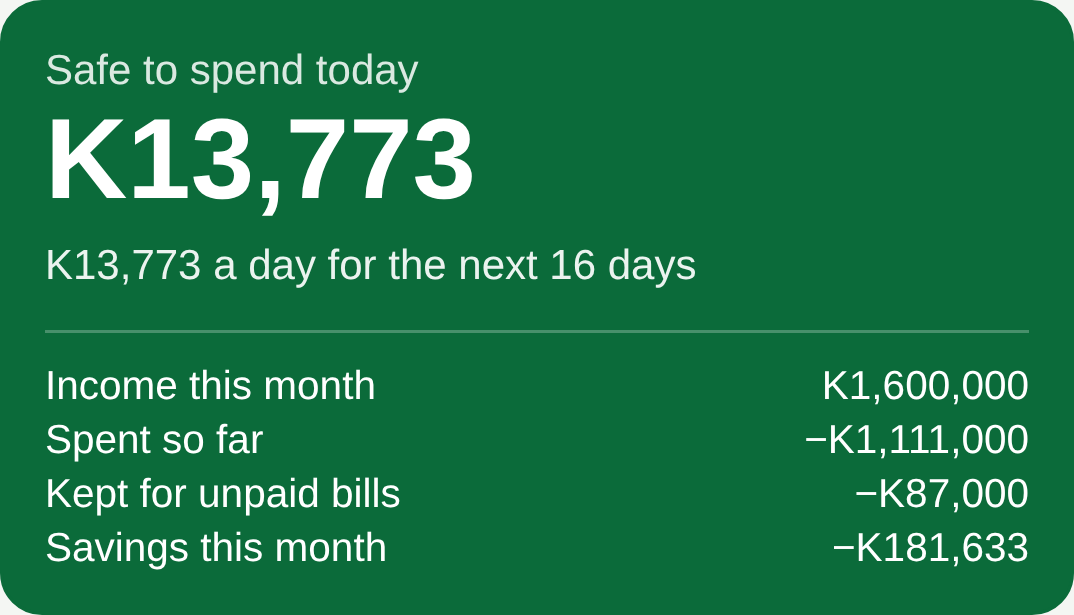 Safe to spend today
K13,773
K13,773 a day for the next 16 days
Income this month K1,600,000
Spent so far −K1,111,000
Kept for unpaid bills −K87,000
Savings this month −K181,633